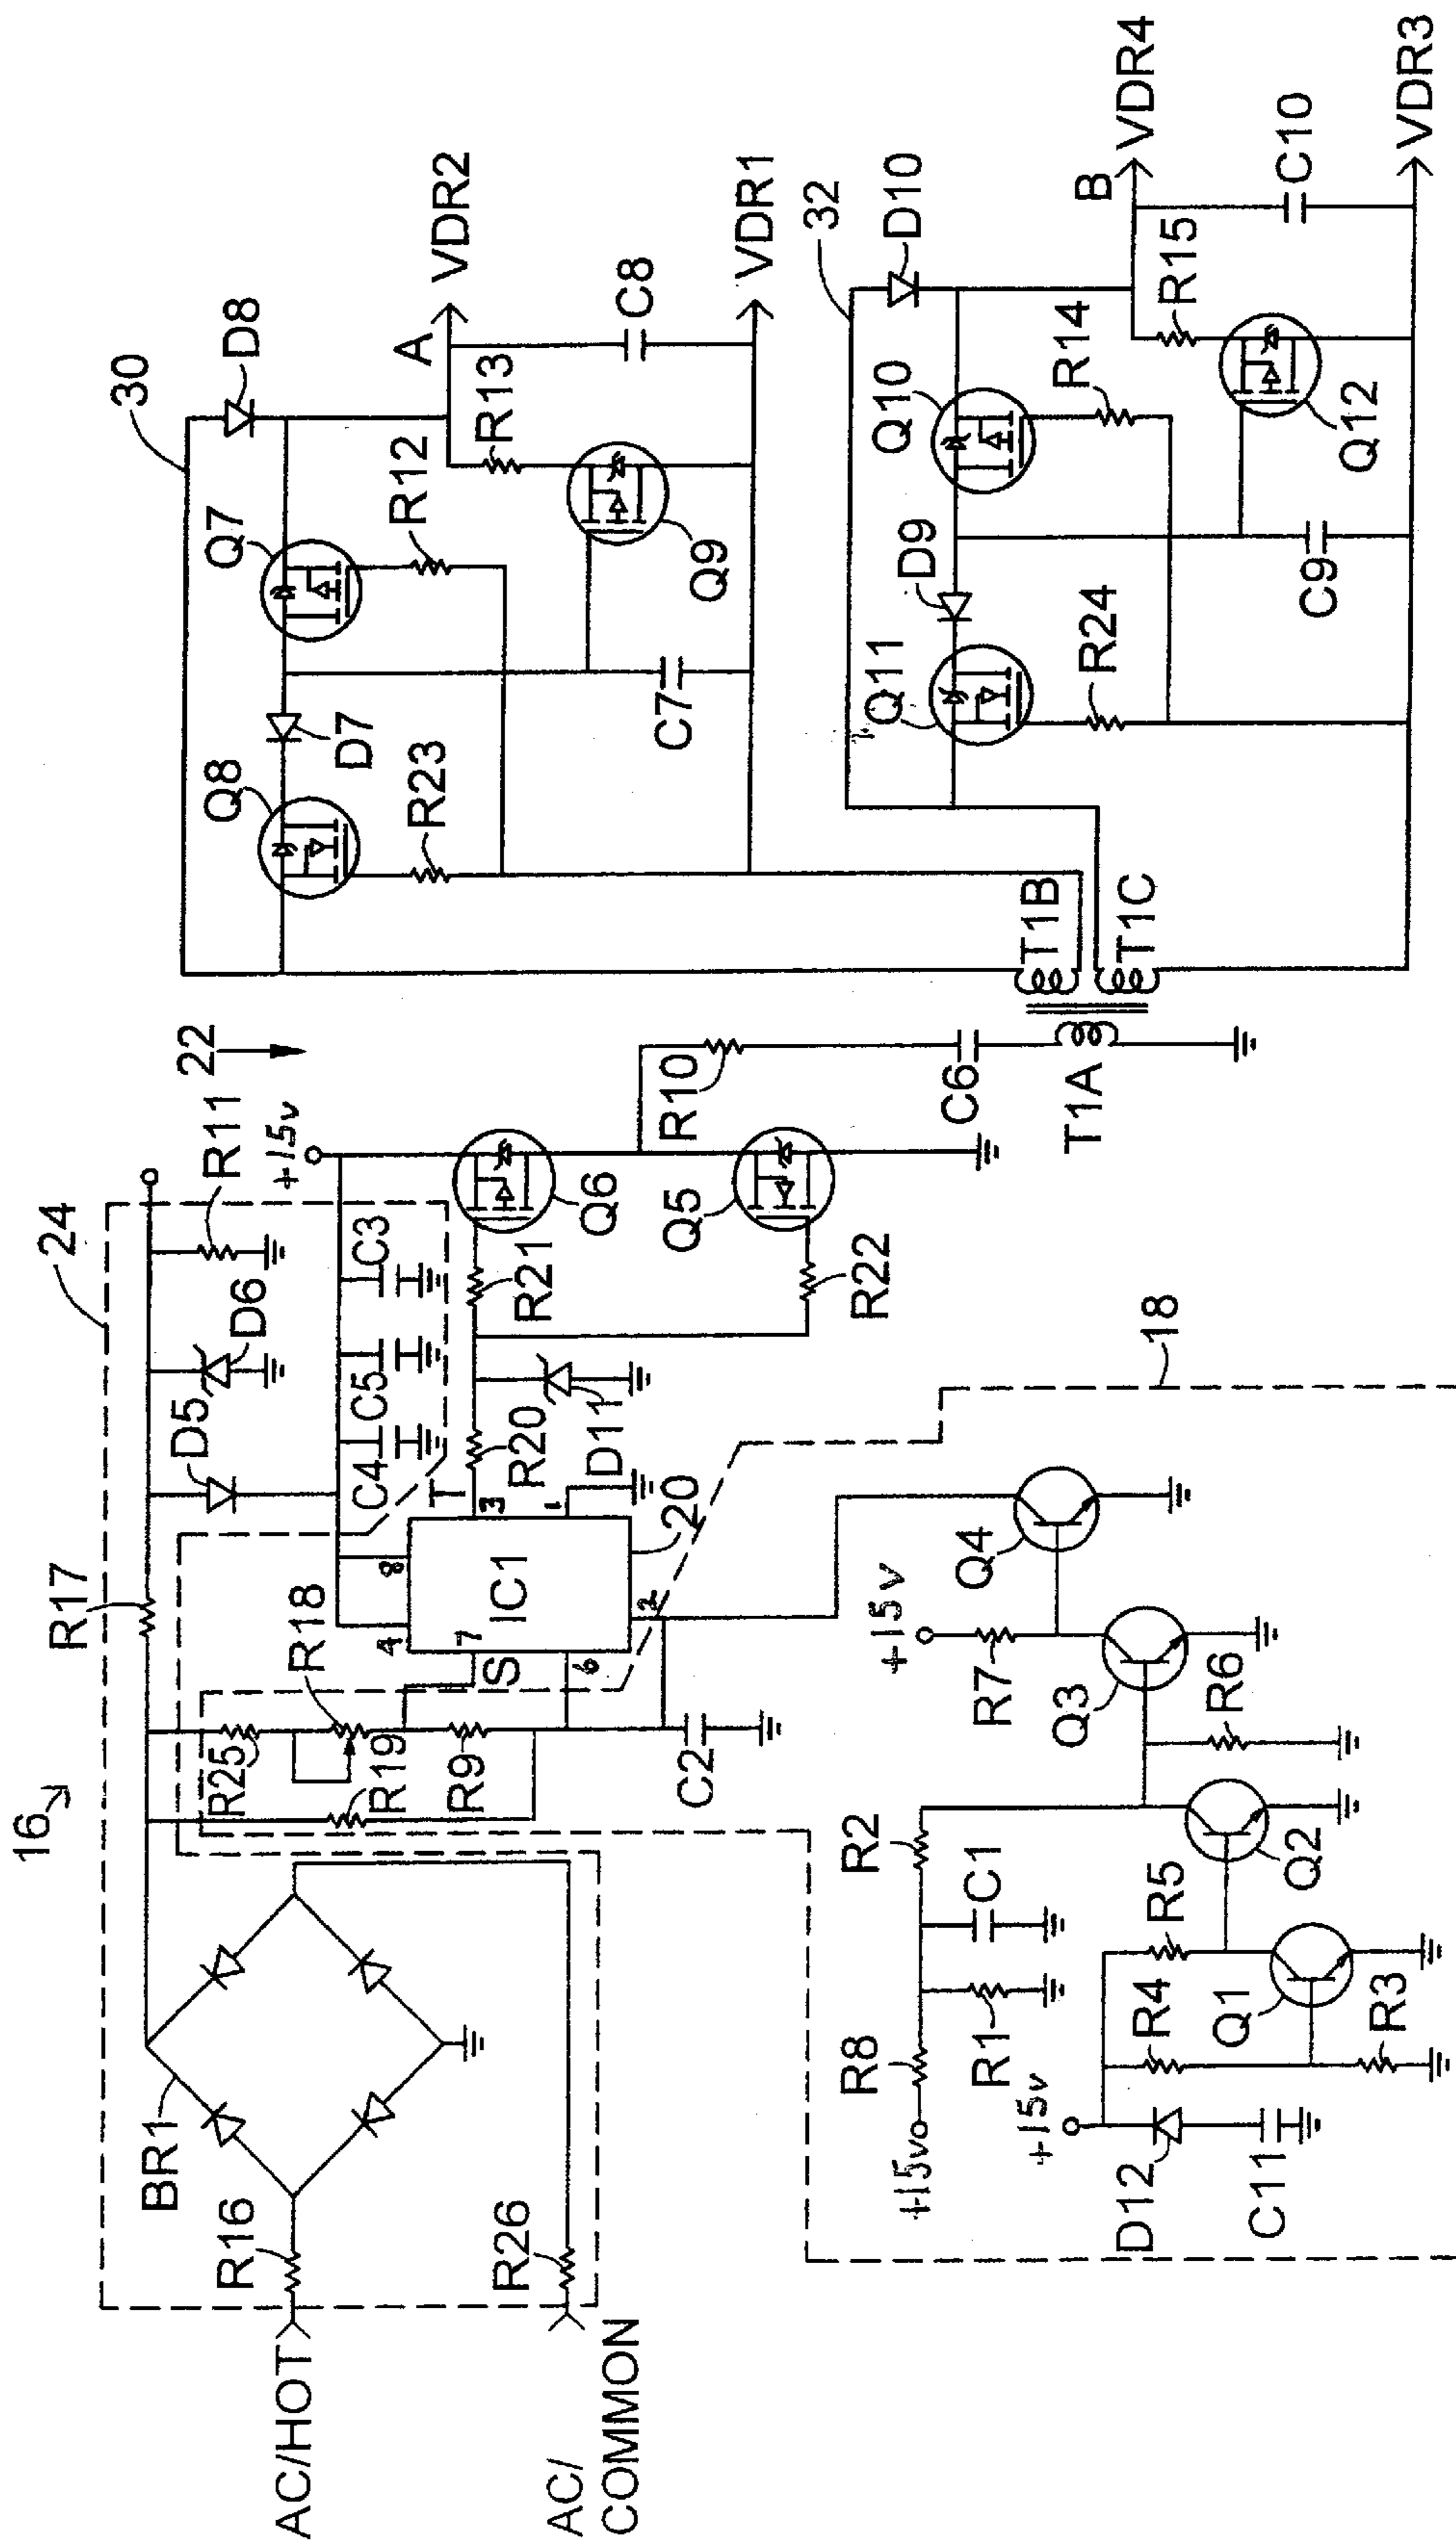 16
24
22
30
32
18
20
AC/HOT
R16
BR1
R17
D5
D6
R11
+15v
AC/
COMMON
R26
R25
R18
R19
R9
C2
IC1
S
T
4
8
7
6
3
1
2
C4
C5
C3
R20
D11
R21
R22
Q6
Q5
R10
C6
T1A
T1B
T1C
Q8
D7
Q7
D8
R23
R12
C7
Q9
R13
A
VDR2
C8
VDR1
Q11
D9
Q10
D10
R24
R14
C9
Q12
R15
B
VDR4
C10
VDR3
+15v
R8
R1
C1
R2
+15v
D12
C11
R4
R5
Q1
R3
Q2
R6
+15v
R7
Q3
Q4